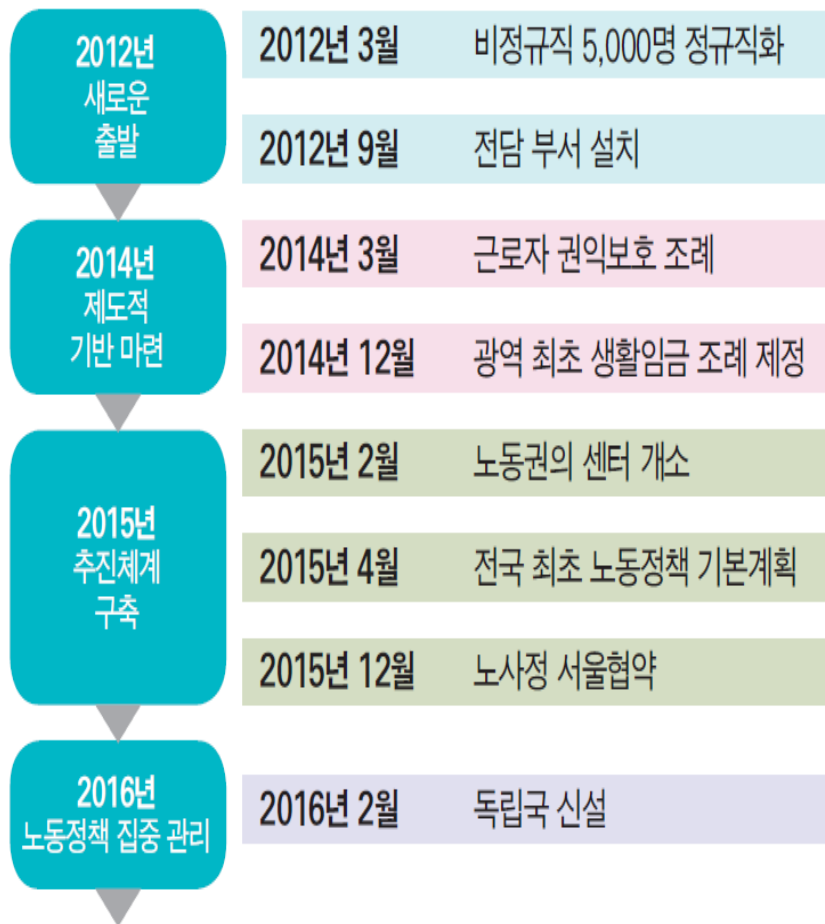 2012년
새로운
출발
2012년 3월 비정규직 5,000명 정규직화
2012년 9월 전담 부서 설치
2014년
제도적
기반 마련
2014년 3월 근로자 권익보호 조례
2014년 12월 광역 최초 생활임금 조례 제정
2015년
추진체계
구축
2015년 2월 노동권의 센터 개소
2015년 4월 전국 최초 노동정책 기본계획
2015년 12월 노사정 서울협약
2016년
노동정책 집중 관리
2016년 2월 독립국 신설